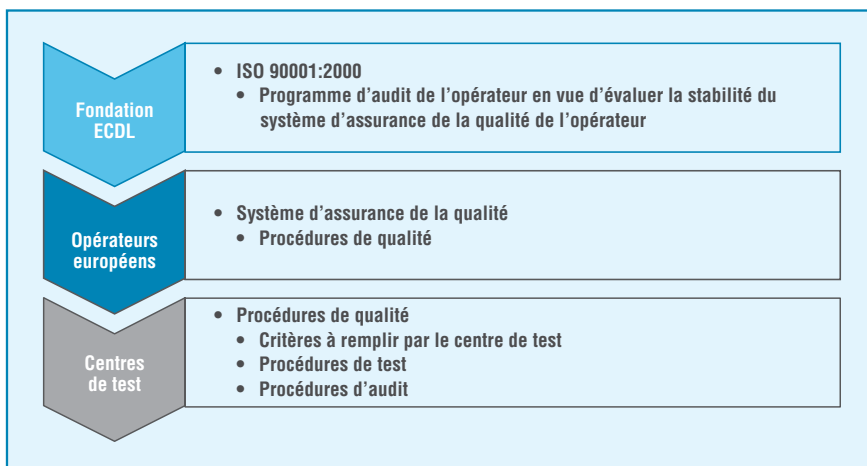 Fondation
ECDL
• ISO 90001:2000
• Programme d’audit de l’opérateur en vue d’évaluer la stabilité du
système d’assurance de la qualité de l’opérateur
Opérateurs
européens
• Système d’assurance de la qualité
• Procédures de qualité
Centres
de test
• Procédures de qualité
• Critères à remplir par le centre de test
• Procédures de test
• Procédures d’audit